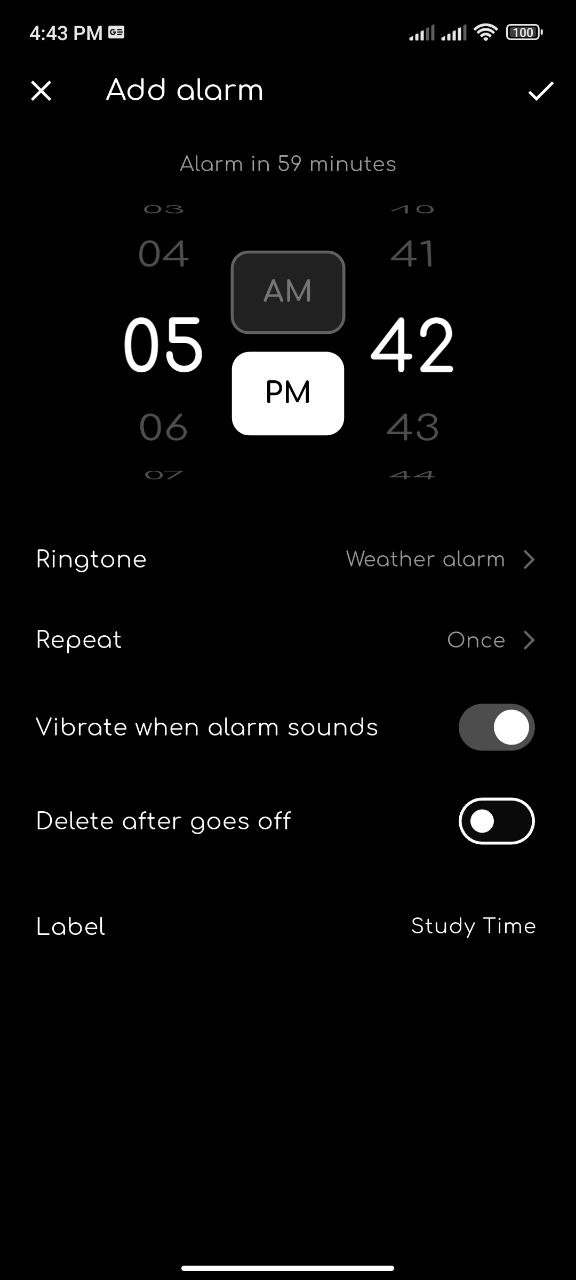 4:43 PM
100
Add alarm
Alarm in 59 minutes
03 40
04 41
AM
05 42
PM
06 43
07 44
Ringtone Weather alarm
Repeat Once
Vibrate when alarm sounds
Delete after goes off
Label Study Time